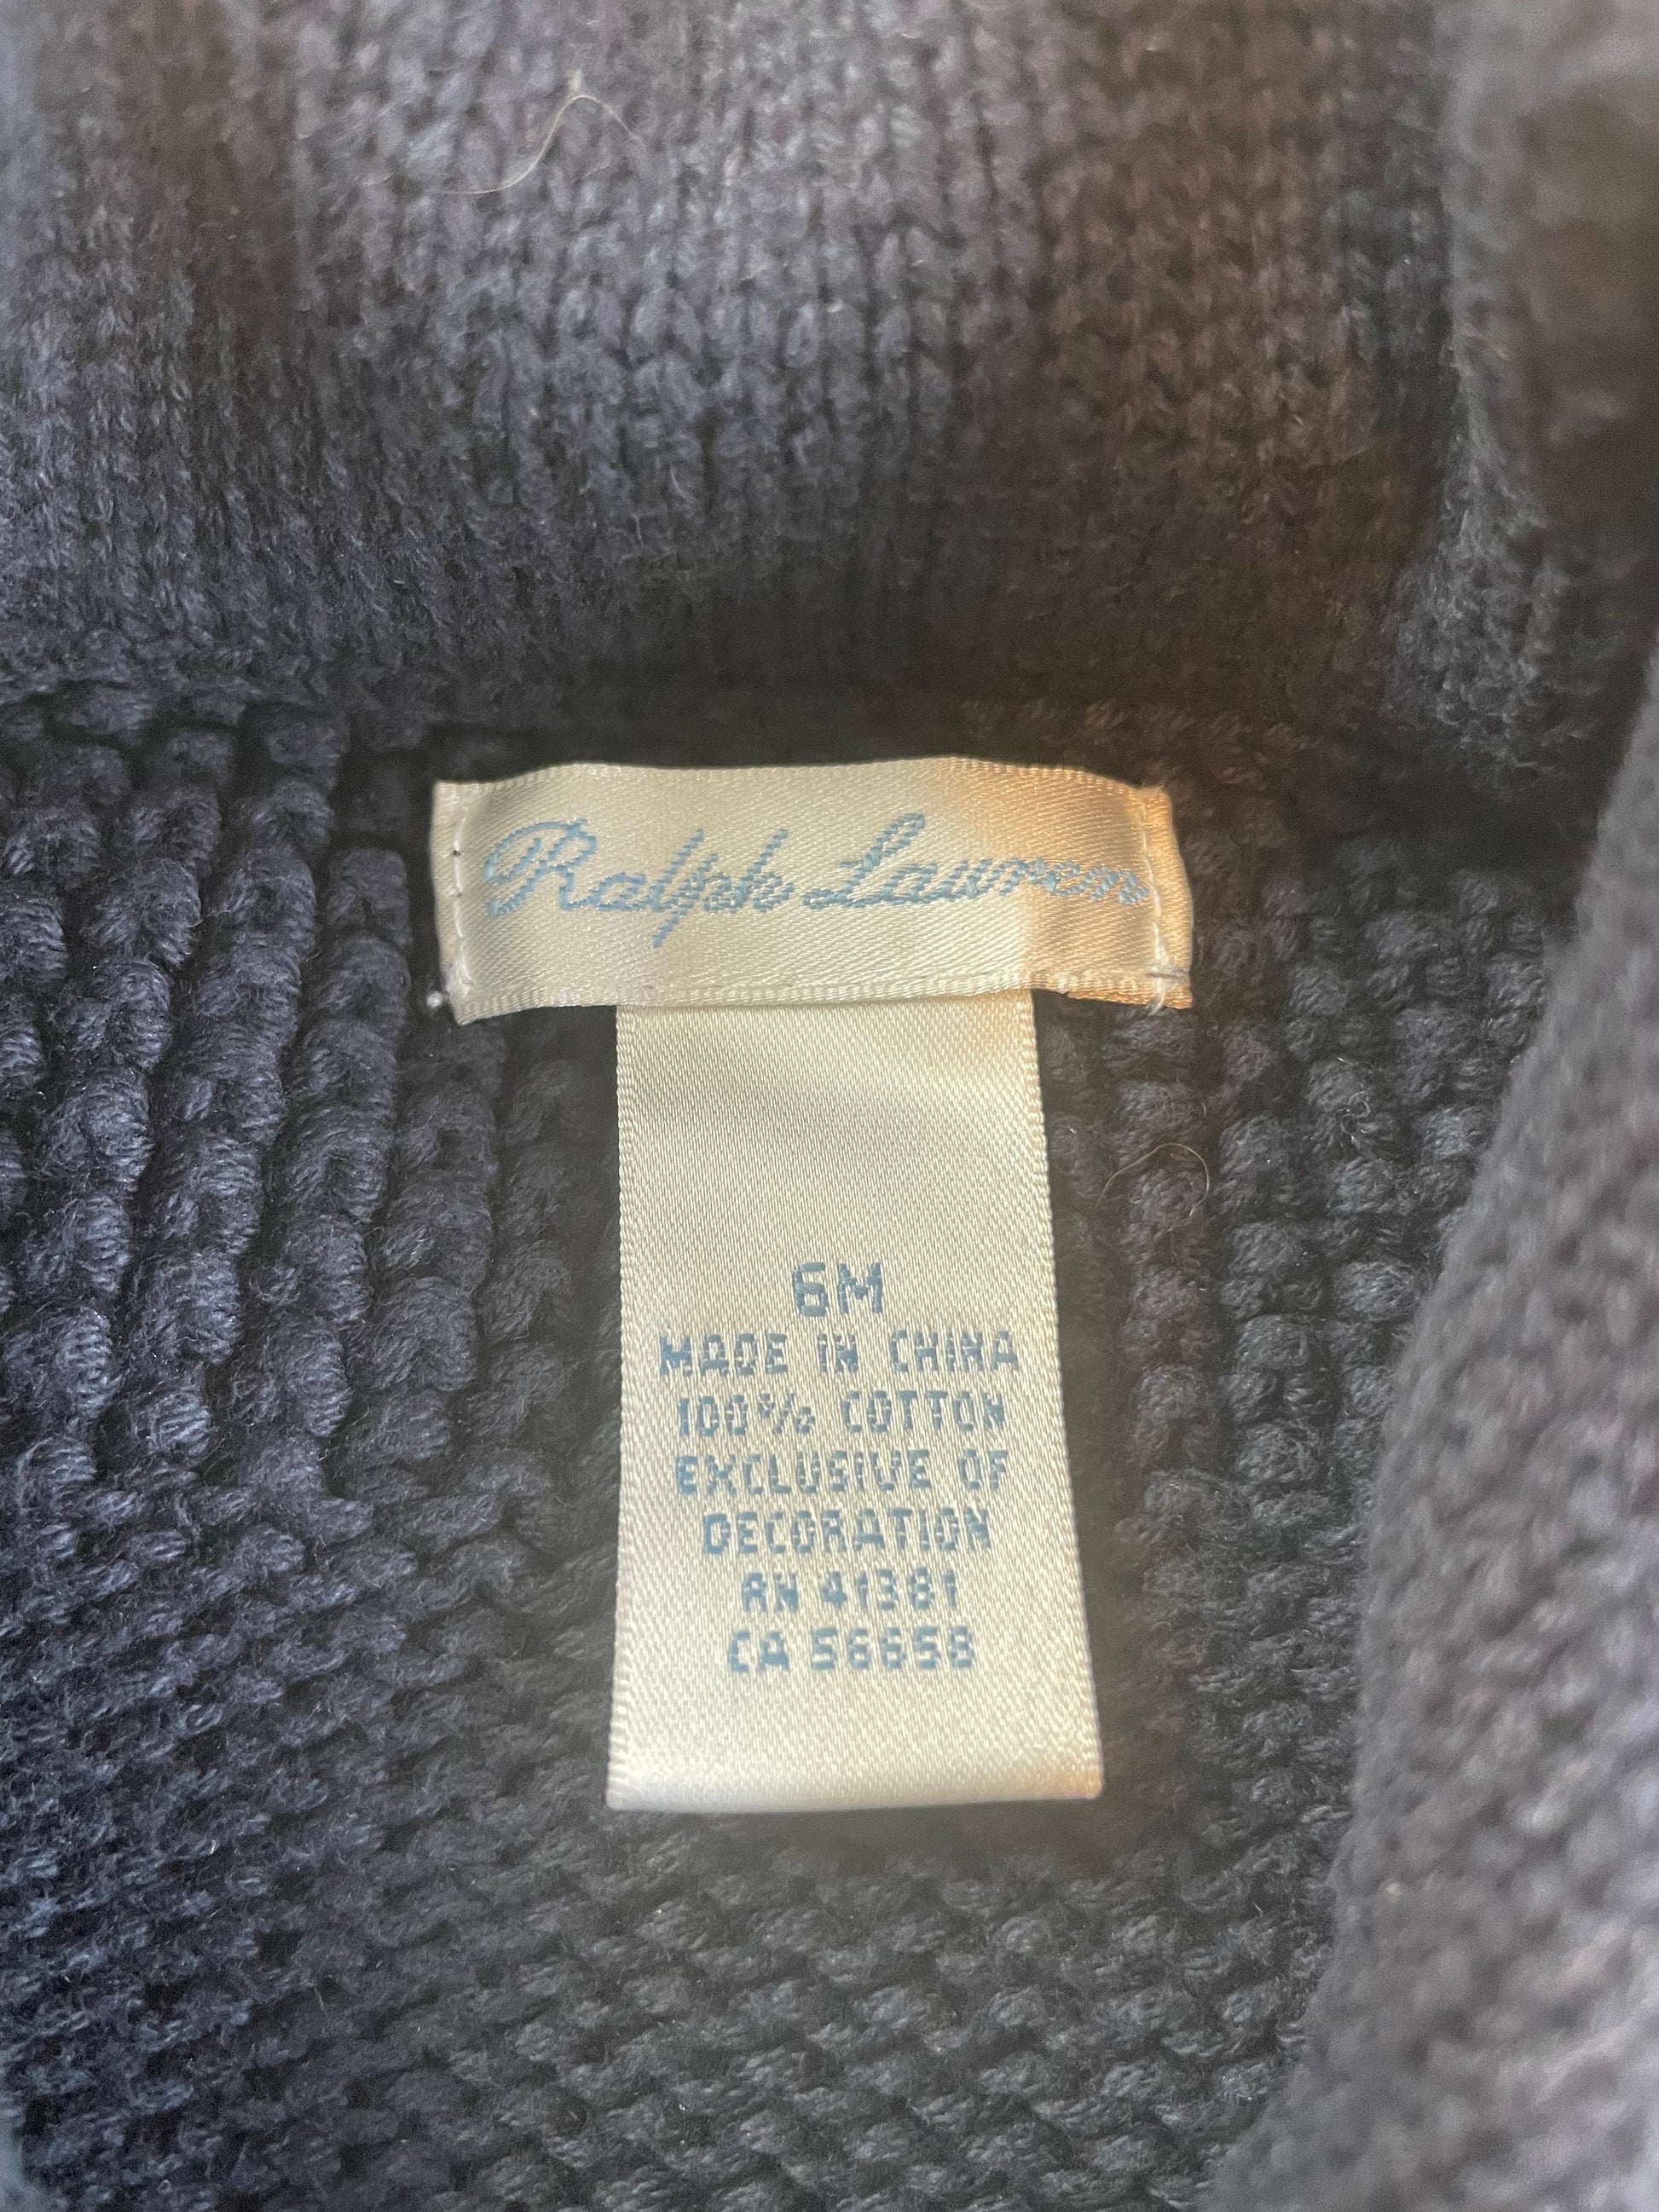 Ralph Lauren
6M
MADE IN CHINA
100% COTTON
EXCLUSIVE OF
DECORATION
RN 41381
CA 56658